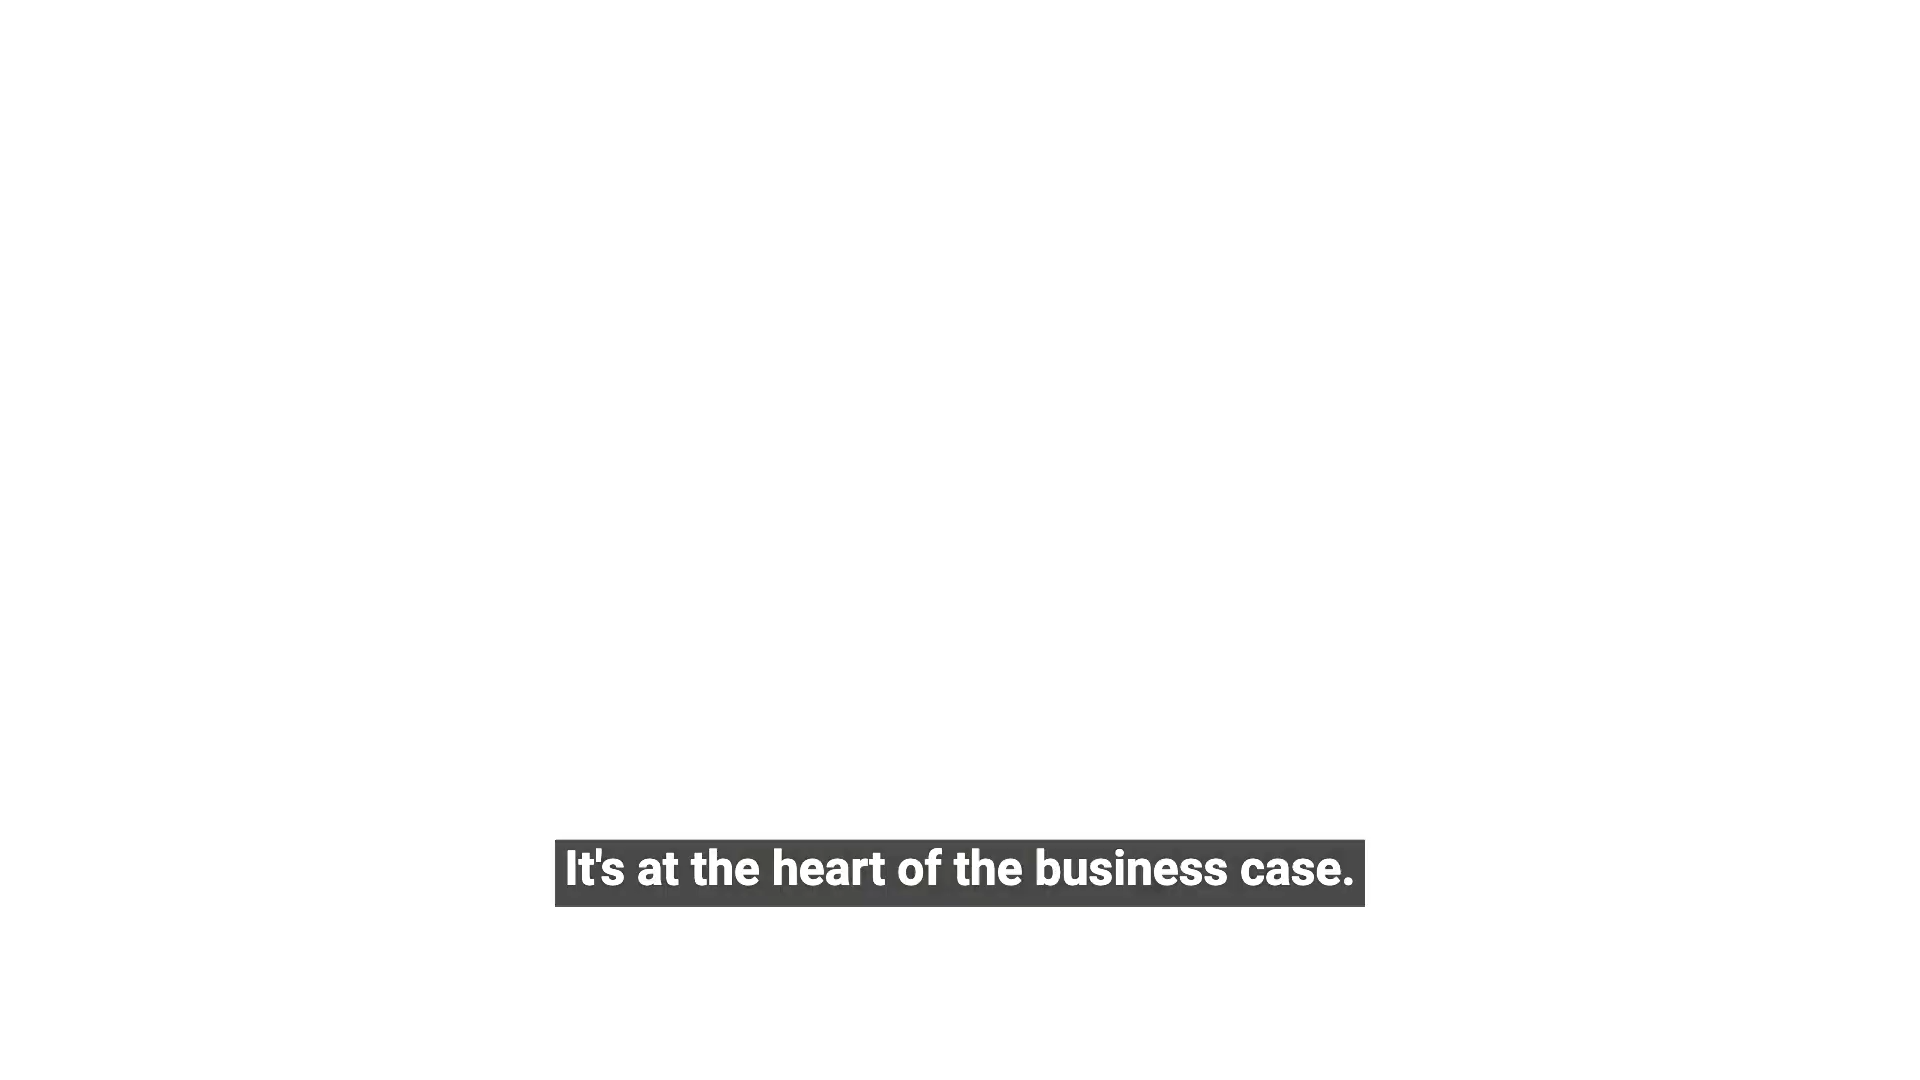 It's at the heart of the business case.